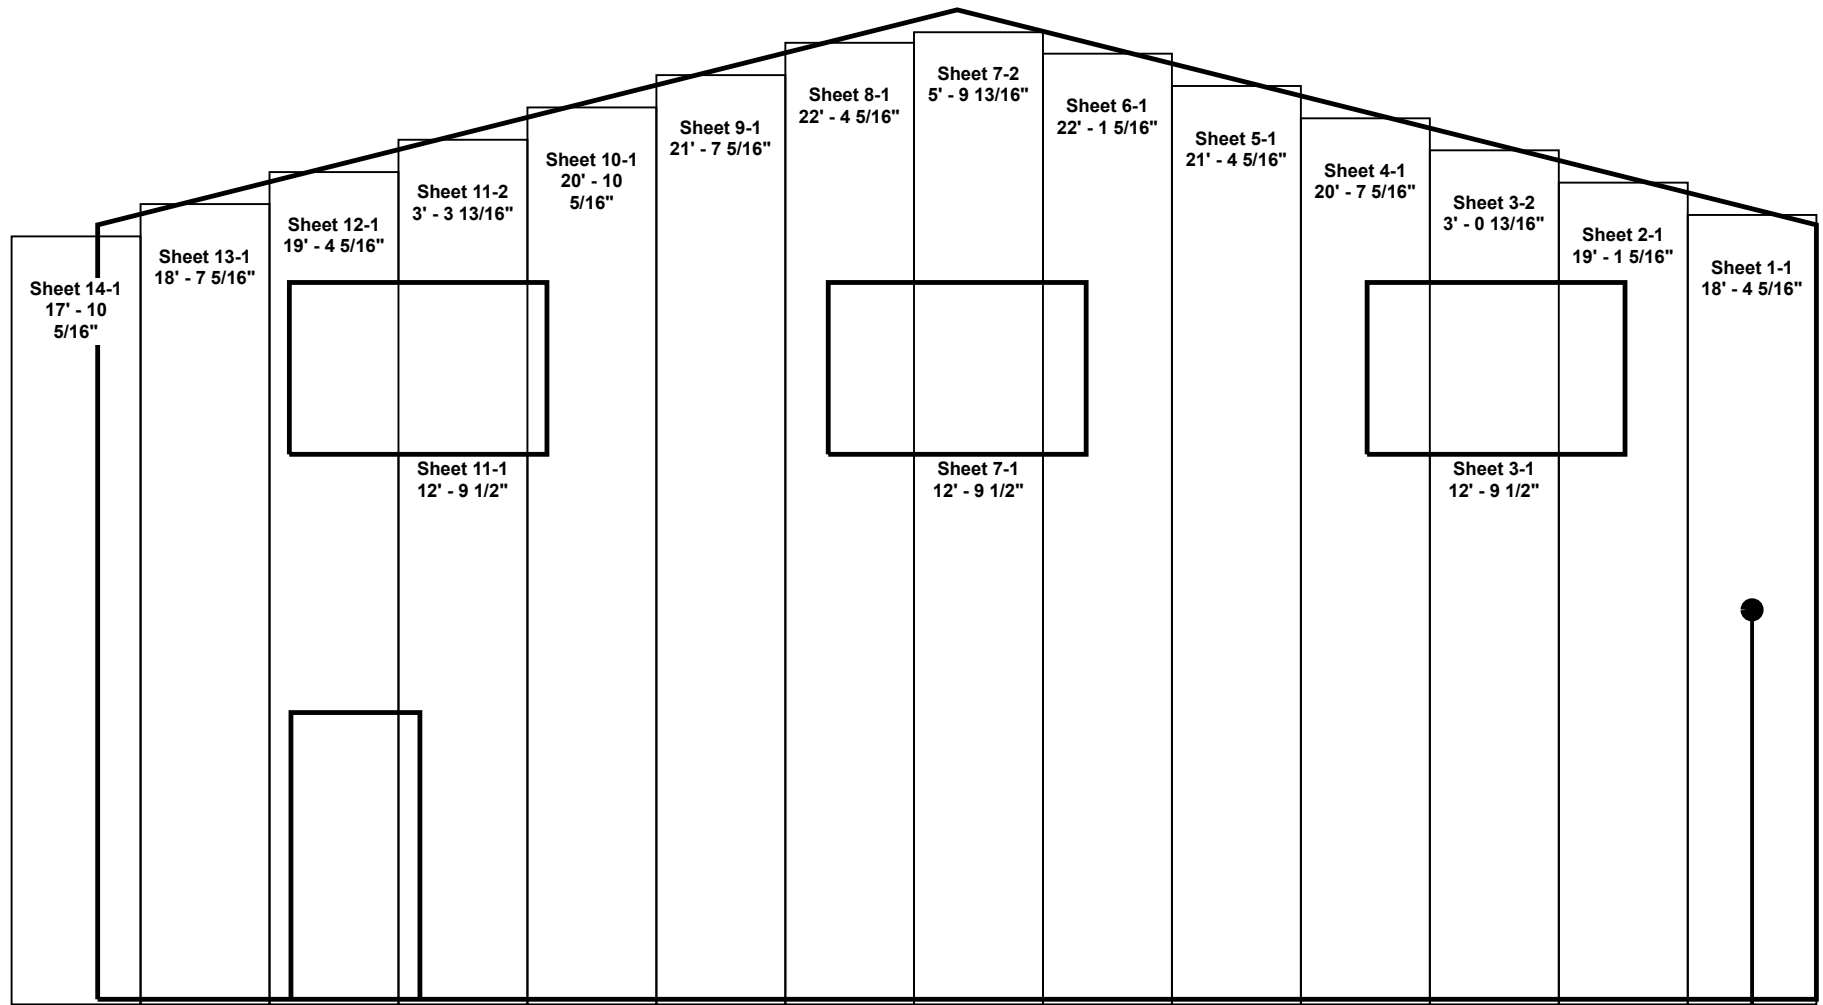 Sheet 14-1
17' - 10
5/16"
Sheet 13-1
18' - 7 5/16"
Sheet 12-1
19' - 4 5/16"
Sheet 11-2
3' - 3 13/16"
Sheet 10-1
20' - 10
5/16"
Sheet 9-1
21' - 7 5/16"
Sheet 8-1
22' - 4 5/16"
Sheet 7-2
5' - 9 13/16"
Sheet 6-1
22' - 1 5/16"
Sheet 5-1
21' - 4 5/16"
Sheet 4-1
20' - 7 5/16"
Sheet 3-2
3' - 0 13/16"
Sheet 2-1
19' - 1 5/16"
Sheet 1-1
18' - 4 5/16"
Sheet 11-1
12' - 9 1/2"
Sheet 7-1
12' - 9 1/2"
Sheet 3-1
12' - 9 1/2"